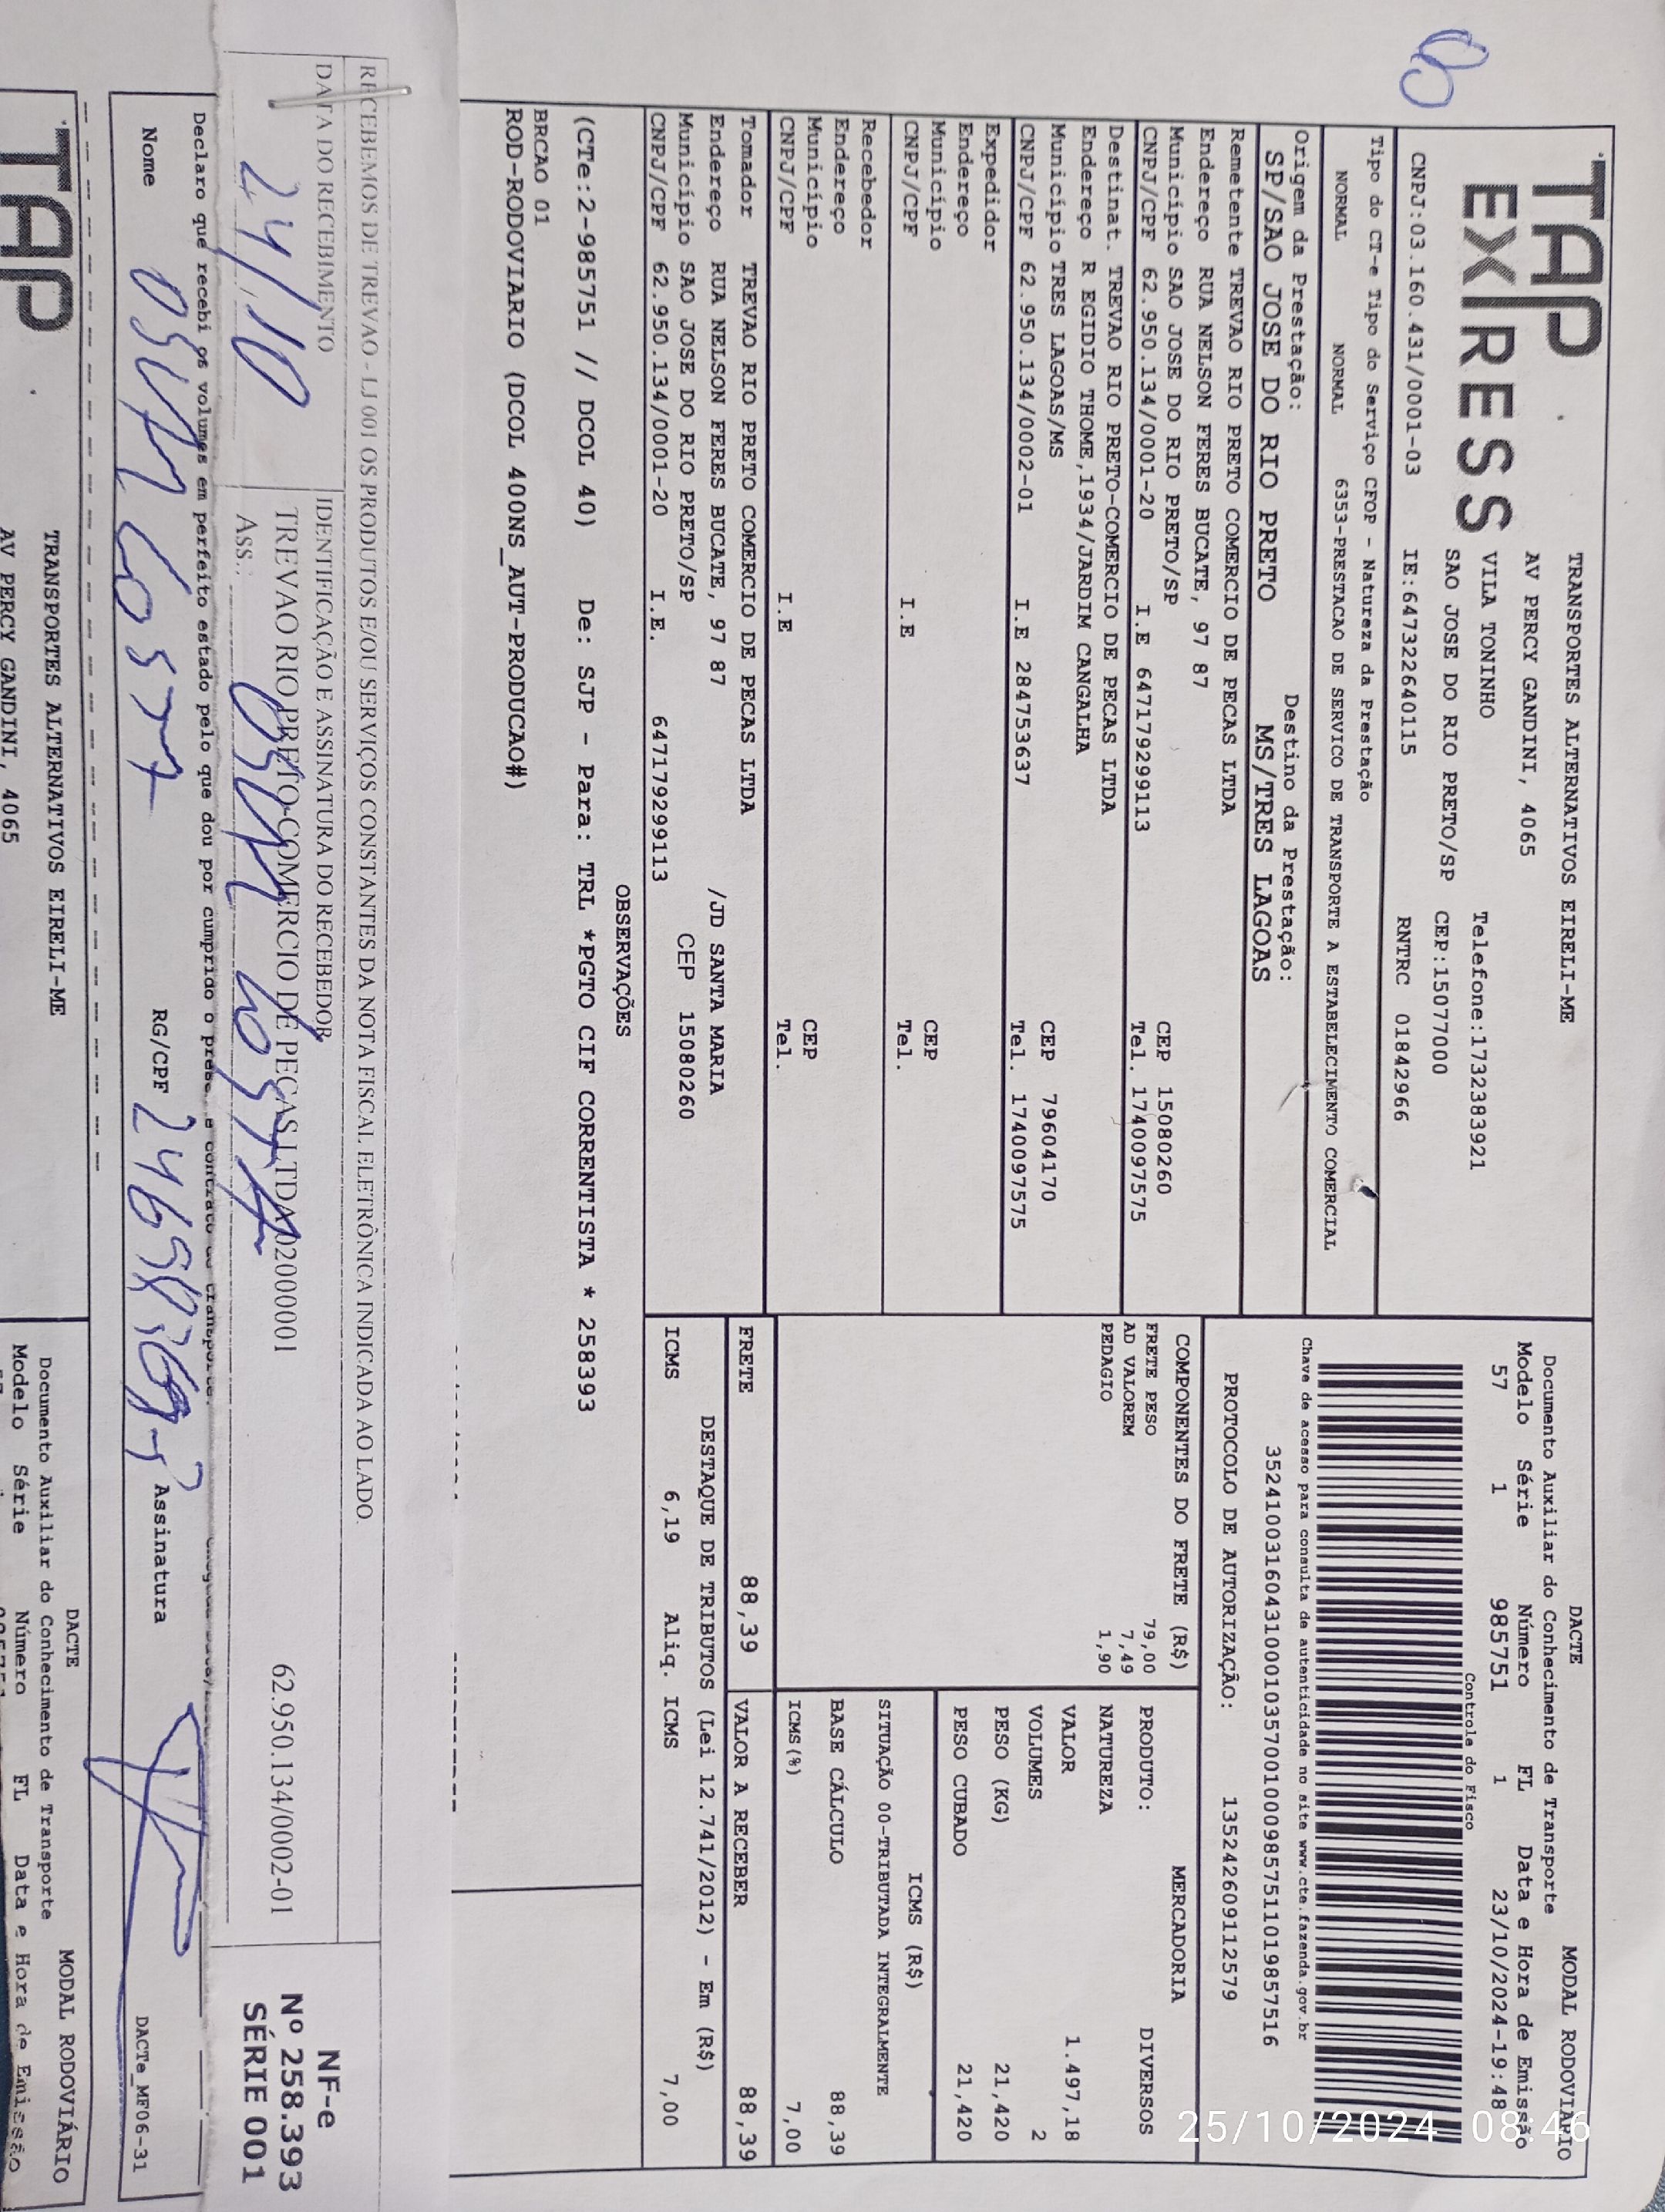 TAP
EXPRESS
TRANSPORTES ALTERNATIVOS EIRELI-ME
AV PERCY GANDINI, 4065
VILA TONINHO Telefone:1732383921
SAO JOSE DO RIO PRETO/SP CEP:15077000
CNPJ:03.160.431/0001-03 IE:647322640115 RNTRC 01842966
Tipo do CT-e Tipo do Serviço CFOP - Natureza da Prestação
NORMAL NORMAL 6353-PRESTACAO DE SERVICO DE TRANSPORTE A ESTABELECIMENTO COMERCIAL
Origem da Prestação: Destino da Prestação:
SP/SAO JOSE DO RIO PRETO MS/TRES LAGOAS
Remetente TREVAO RIO PRETO COMERCIO DE PECAS LTDA
Endereço RUA NELSON FERES BUCATE, 97 87
Município SAO JOSE DO RIO PRETO/SP CEP 15080260
CNPJ/CPF 62.950.134/0001-20 I.E 647179299113 Tel. 1740097575
Destinat. TREVAO RIO PRETO-COMERCIO DE PECAS LTDA
Endereço R EGIDIO THOME,1934/JARDIM CANGALHA
Município TRES LAGOAS/MS CEP 79604170
CNPJ/CPF 62.950.134/0002-01 I.E 284753637 Tel. 1740097575
Expedidor
Endereço
Município CEP
CNPJ/CPF I.E Tel.
Recebedor
Endereço
Município CEP
CNPJ/CPF I.E Tel.
Tomador TREVAO RIO PRETO COMERCIO DE PECAS LTDA
Endereço RUA NELSON FERES BUCATE, 97 87 /JD SANTA MARIA
Município SAO JOSE DO RIO PRETO/SP CEP 15080260
CNPJ/CPF 62.950.134/0001-20 I.E. 647179299113
DACTE MODAL RODOVIÁRIO
Documento Auxiliar do Conhecimento de Transporte
Modelo Série Número FL Data e Hora de Emissão
57 1 985751 1 23/10/2024-19:48
Controle do Fisco
25/10/2024 08:46
Chave de acesso para consulta de autenticidade no site www.cte.fazenda.gov.br
35241003160431000103570010009857511019857516
PROTOCOLO DE AUTORIZAÇÃO: 135242609112579
COMPONENTES DO FRETE (R$)
FRETE PESO 79,00
AD VALOREM 7,49
PEDAGIO 1,90
MERCADORIA
PRODUTO: DIVERSOS
NATUREZA
VALOR 1.497,18
VOLUMES 2
PESO (KG) 21,420
PESO CUBADO 21,420
ICMS (R$)
SITUAÇÃO 00-TRIBUTADA INTEGRALMENTE
BASE CÁLCULO 88,39
ICMS(%) 7,00
FRETE 88,39 VALOR A RECEBER 88,39
DESTAQUE DE TRIBUTOS (Lei 12.741/2012) - Em (R$)
ICMS 6,19 Aliq. ICMS 7,00
OBSERVAÇÕES
(CTe:2-985751 // DCOL 40) De: SJP - Para: TRL *PGTO CIF CORRENTISTA * 258393
BRCAO 01
ROD-RODOVIARIO (DCOL 400NS_AUT-PRODUCAO#)
RECEBEMOS DE TREVAO - LJ 001 OS PRODUTOS E/OU SERVIÇOS CONSTANTES DA NOTA FISCAL ELETRÔNICA INDICADA AO LADO.
DATA DO RECEBIMENTO IDENTIFICAÇÃO E ASSINATURA DO RECEBEDOR
TREVAO RIO PRETO-COMERCIO DE PEÇAS LTDA 0200001 62.950.134/0002-01
24/10 Ass..
NF-e
Nº 258.393
SÉRIE 001
Declaro que recebi os volumes em perfeito estado pelo que dou por cumprido o
Nome RG/CPF Assinatura
DACTe_MF06-31
TAP
TRANSPORTES ALTERNATIVOS EIRELI-ME
AV PERCY GANDINI, 4065
DACTE MODAL RODOVIÁRIO
Documento Auxiliar do Conhecimento de Transporte
Modelo Série Número FL Data e Hora de Emissão